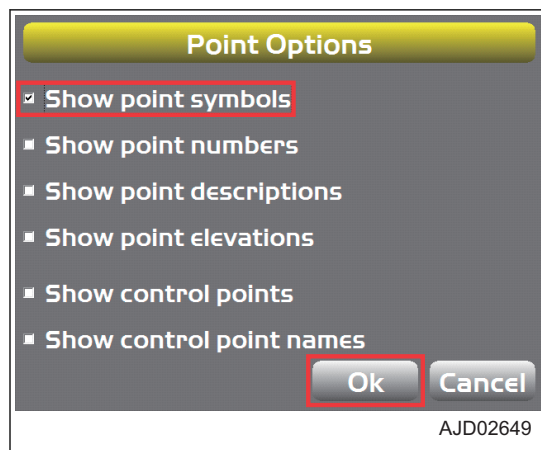 Point Options
Show point symbols
Show point numbers
Show point descriptions
Show point elevations
Show control points
Show control point names
Ok Cancel
AJD02649